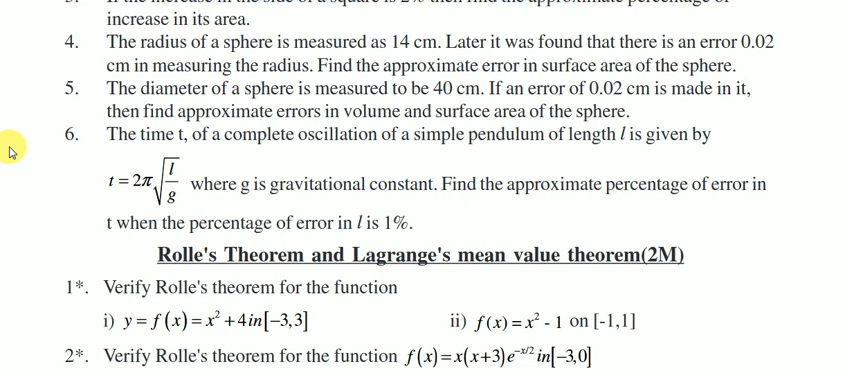 increase in its area.
4. The radius of a sphere is measured as 14 cm. Later it was found that there is an error 0.02
cm in measuring the radius. Find the approximate error in surface area of the sphere.
5. The diameter of a sphere is measured to be 40 cm. If an error of 0.02 cm is made in it,
then find approximate errors in volume and surface area of the sphere.
6. The time t, of a complete oscillation of a simple pendulum of length l is given by
t = 2π√(l/g) where g is gravitational constant. Find the approximate percentage of error in
t when the percentage of error in l is 1%.
Rolle's Theorem and Lagrange's mean value theorem(2M)
1*. Verify Rolle's theorem for the function
i) y = f(x) = x² + 4 in [−3,3] ii) f(x) = x² - 1 on [-1,1]
2*. Verify Rolle's theorem for the function f(x) = x(x+3)e^(−x/2) in [−3,0]